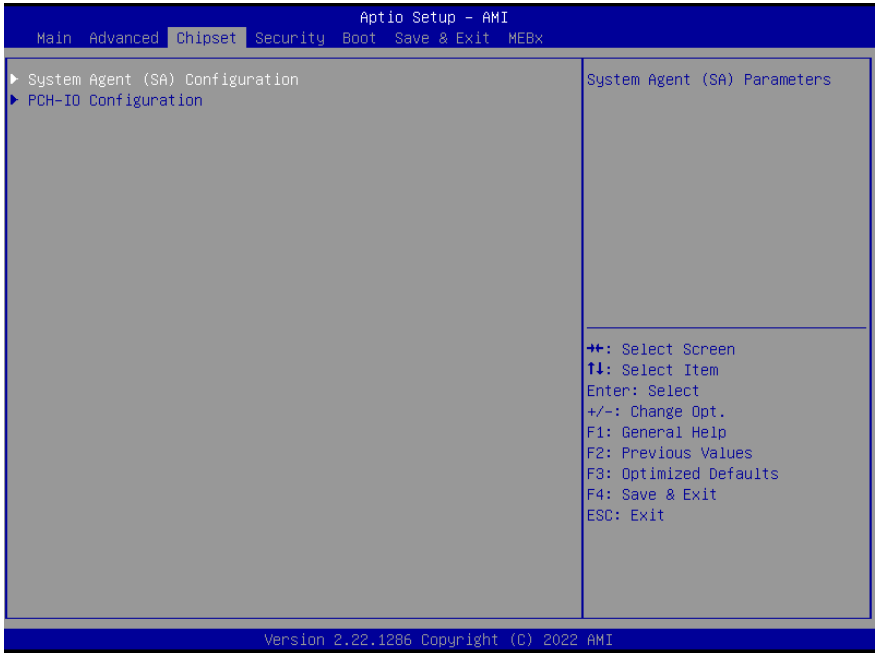 Aptio Setup – AMI
Main Advanced Chipset Security Boot Save & Exit MEBx
▶ System Agent (SA) Configuration
▶ PCH-IO Configuration
System Agent (SA) Parameters
→←: Select Screen
↑↓: Select Item
Enter: Select
+/-: Change Opt.
F1: General Help
F2: Previous Values
F3: Optimized Defaults
F4: Save & Exit
ESC: Exit
Version 2.22.1286 Copyright (C) 2022 AMI